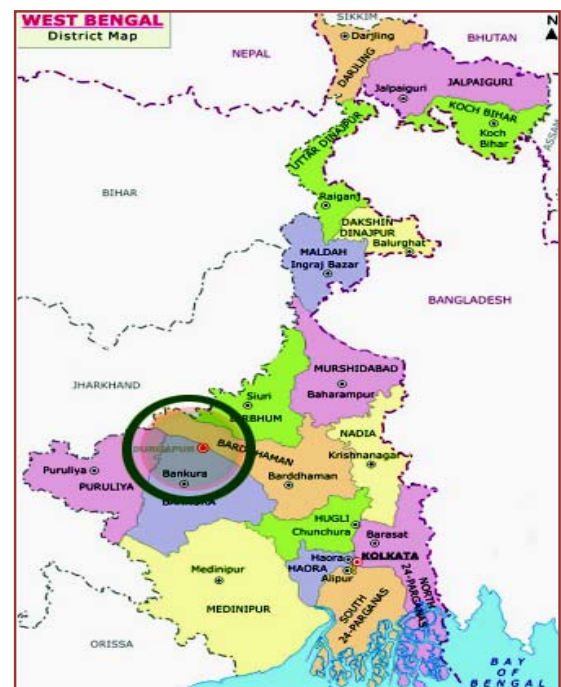 WEST BENGAL
District Map
SIKKIM
N
Darjling
DARJLING
NEPAL
BHUTAN
JALPAIGURI
Jalpaiguri
KOCH BIHAR
Koch
Bihar
ASSAM
UTTAR DINAJPUR
BIHAR
Raiganj
DAKSHIN
DINAJPUR
Balurghat
MALDAH
Ingraj Bazar
BANGLADESH
MURSHIDABAD
Baharampur
JHARKHAND
Siuri
BIRBHUM
NADIA
Krishnanagar
DURGAPUR
BARDDHAMAN
Barddhaman
Puruliya
PURULIYA
Bankura
BANKURA
HUGLI
Chunchura
Barasat
Haora
KOLKATA
HAORA
Alipur
NORTH
24-PARGANAS
Medinipur
MEDINIPUR
SOUTH
24-PARGANAS
ORISSA
BAY
OF
BENGAL